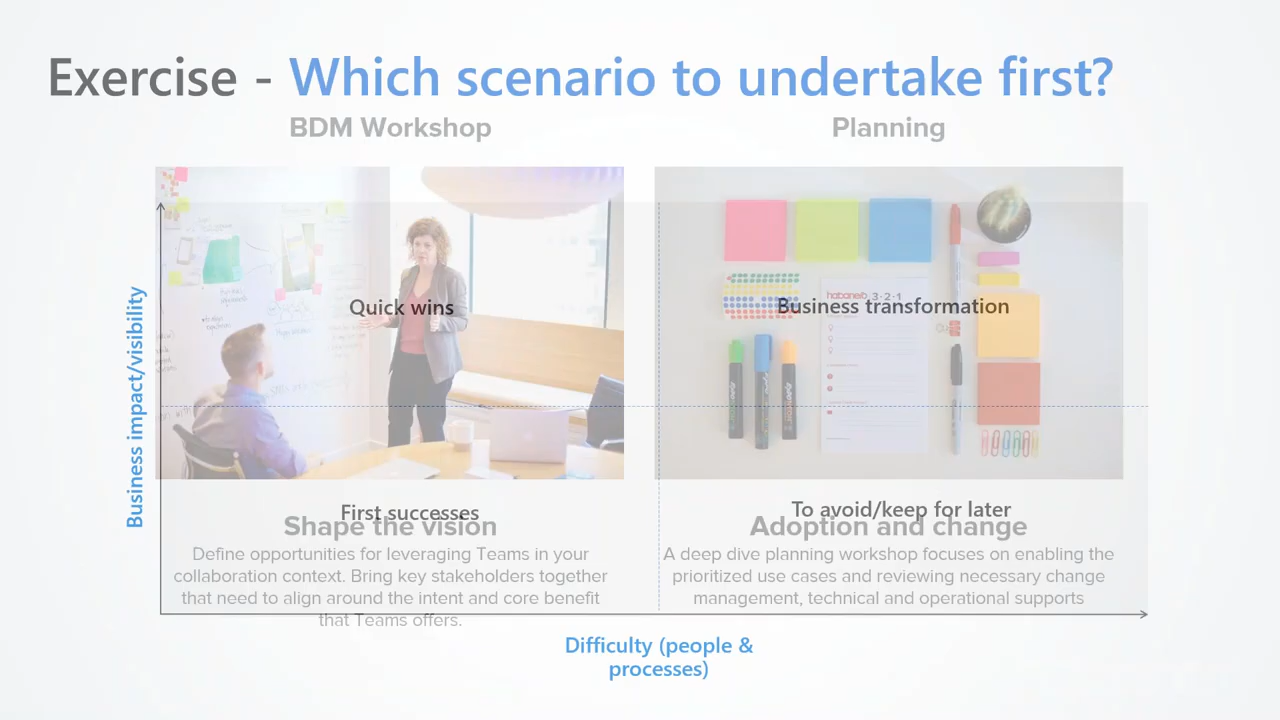 Exercise - Which scenario to undertake first?
BDM Workshop
Planning
Business impact/visibility
Quick wins
Business transformation
habaneio 3·2·1
First successes
To avoid/keep for later
Shape the vision
Adoption and change
Define opportunities for leveraging Teams in your
collaboration context. Bring key stakeholders together
that need to align around the intent and core benefit
that Teams offers.
A deep dive planning workshop focuses on enabling the
prioritized use cases and reviewing necessary change
management, technical and operational supports
Difficulty (people &
processes)